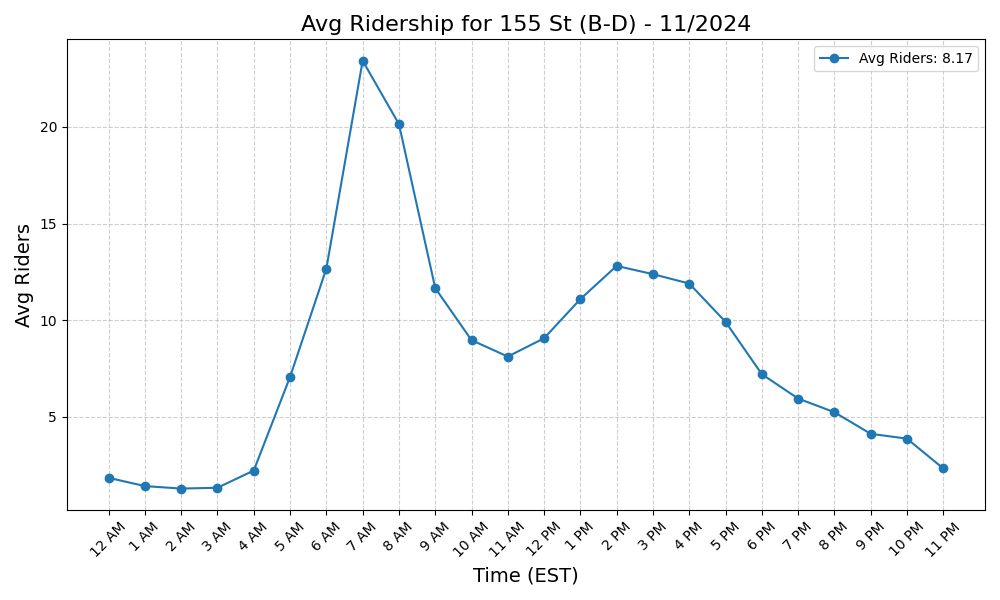 Avg Ridership for 155 St (B-D) - 11/2024
Avg Riders: 8.17
Avg Riders
20
15
10
5
12 AM
1 AM
2 AM
3 AM
4 AM
5 AM
6 AM
7 AM
8 AM
9 AM
10 AM
11 AM
12 PM
1 PM
2 PM
3 PM
4 PM
5 PM
6 PM
7 PM
8 PM
9 PM
10 PM
11 PM
Time (EST)